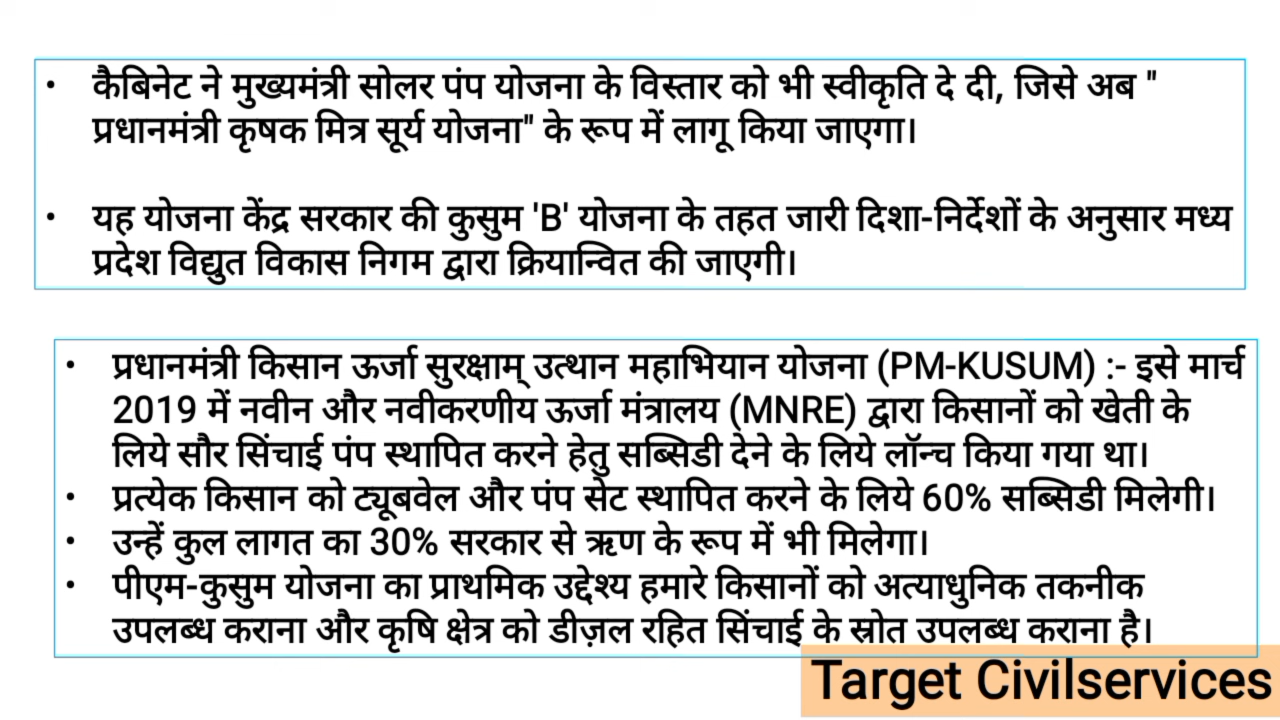 • कैबिनेट ने मुख्यमंत्री सोलर पंप योजना के विस्तार को भी स्वीकृति दे दी, जिसे अब "
प्रधानमंत्री कृषक मित्र सूर्य योजना" के रूप में लागू किया जाएगा।
• यह योजना केंद्र सरकार की कुसुम 'B' योजना के तहत जारी दिशा-निर्देशों के अनुसार मध्य
प्रदेश विद्युत विकास निगम द्वारा क्रियान्वित की जाएगी।
• प्रधानमंत्री किसान ऊर्जा सुरक्षाम् उत्थान महाभियान योजना (PM-KUSUM) :- इसे मार्च
2019 में नवीन और नवीकरणीय ऊर्जा मंत्रालय (MNRE) द्वारा किसानों को खेती के
लिये सौर सिंचाई पंप स्थापित करने हेतु सब्सिडी देने के लिये लॉन्च किया गया था।
• प्रत्येक किसान को ट्यूबवेल और पंप सेट स्थापित करने के लिये 60% सब्सिडी मिलेगी।
• उन्हें कुल लागत का 30% सरकार से ऋण के रूप में भी मिलेगा।
• पीएम-कुसुम योजना का प्राथमिक उद्देश्य हमारे किसानों को अत्याधुनिक तकनीक
उपलब्ध कराना और कृषि क्षेत्र को डीज़ल रहित सिंचाई के स्रोत उपलब्ध कराना है।
Target Civilservices